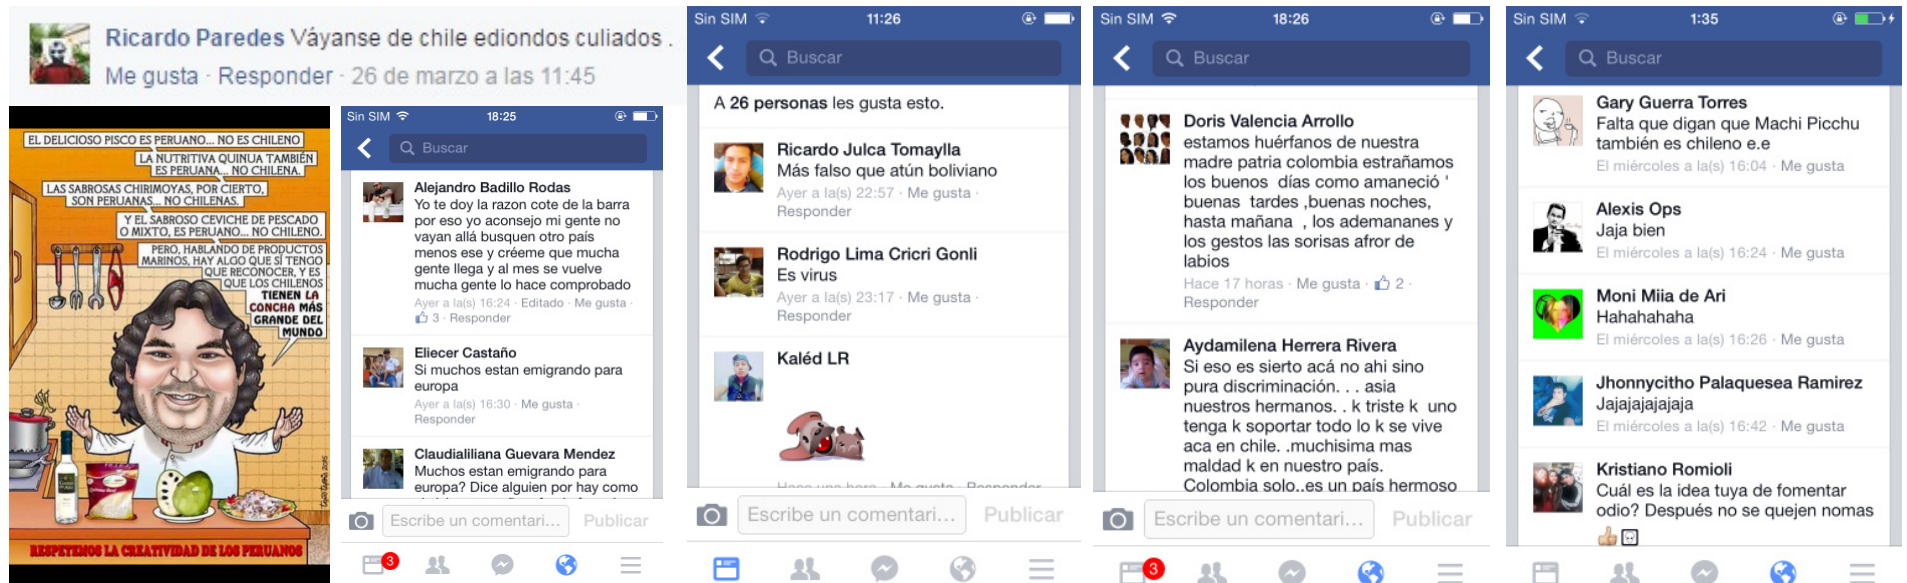 Ricardo Paredes Váyanse de chile ediondos culiados .
Me gusta · Responder · 26 de marzo a las 11:45
EL DELICIOSO PISCO ES PERUANO... NO ES CHILENO
LA NUTRITIVA QUINUA TAMBIÉN
ES PERUANA... NO CHILENA.
LAS SABROSAS CHIRIMOYAS, POR CIERTO,
SON PERUANAS... NO CHILENAS.
Y EL SABROSO CEVICHE DE PESCADO
O MIXTO, ES PERUANO... NO CHILENO.
PERO, HABLANDO DE PRODUCTOS
MARINOS, HAY ALGO QUE SÍ TENGO
QUE RECONOCER, Y ES
QUE LOS CHILENOS
TIENEN LA
CONCHA MÁS
GRANDE DEL
MUNDO
RESPETEMOS LA CREATIVIDAD DE LOS PERUANOS
Sin SIM 18:25
Buscar
Alejandro Badillo Rodas
Yo te doy la razon cote de la barra
por eso yo aconsejo mi gente no
vayan allá busquen otro país
menos ese y créeme que mucha
gente llega y al mes se vuelve
mucha gente lo hace comprobado
Ayer a la(s) 16:24 · Editado · Me gusta ·
3 · Responder
Eliecer Castaño
Si muchos estan emigrando para
europa
Ayer a la(s) 16:30 · Me gusta ·
Responder
Claudialiliana Guevara Mendez
Muchos estan emigrando para
europa? Dice alguien por hay como
Escribe un comentari... Publicar
3
Sin SIM 11:26
Buscar
A 26 personas les gusta esto.
Ricardo Julca Tomaylla
Más falso que atún boliviano
Ayer a la(s) 22:57 · Me gusta ·
Responder
Rodrigo Lima Cricri Gonli
Es virus
Ayer a la(s) 23:17 · Me gusta ·
Responder
Kaléd LR
Hace una hora · Me gusta · Responder
Escribe un comentari... Publicar
Sin SIM 18:26
Buscar
Doris Valencia Arrollo
estamos huérfanos de nuestra
madre patria colombia estrañamos
los buenos días como amaneció '
buenas tardes ,buenas noches,
hasta mañana , los ademananes y
los gestos las sorisas afror de
labios
Hace 17 horas · Me gusta · 2 ·
Responder
Aydamilena Herrera Rivera
Si eso es sierto acá no ahi sino
pura discriminación. . . asia
nuestros hermanos. . k triste k uno
tenga k soportar todo lo k se vive
aca en chile. .muchisima mas
maldad k en nuestro país.
Colombia solo..es un país hermoso
Escribe un comentari... Publicar
3
Sin SIM 1:35
Buscar
Gary Guerra Torres
Falta que digan que Machi Picchu
también es chileno e.e
El miércoles a la(s) 16:04 · Me gusta
Alexis Ops
Jaja bien
El miércoles a la(s) 16:24 · Me gusta
Moni Miia de Ari
Hahahahaha
El miércoles a la(s) 16:26 · Me gusta
Jhonnycitho Palaquesea Ramirez
Jajajajajajaja
El miércoles a la(s) 16:42 · Me gusta
Kristiano Romioli
Cuál es la idea tuya de fomentar
odio? Después no se quejen nomas